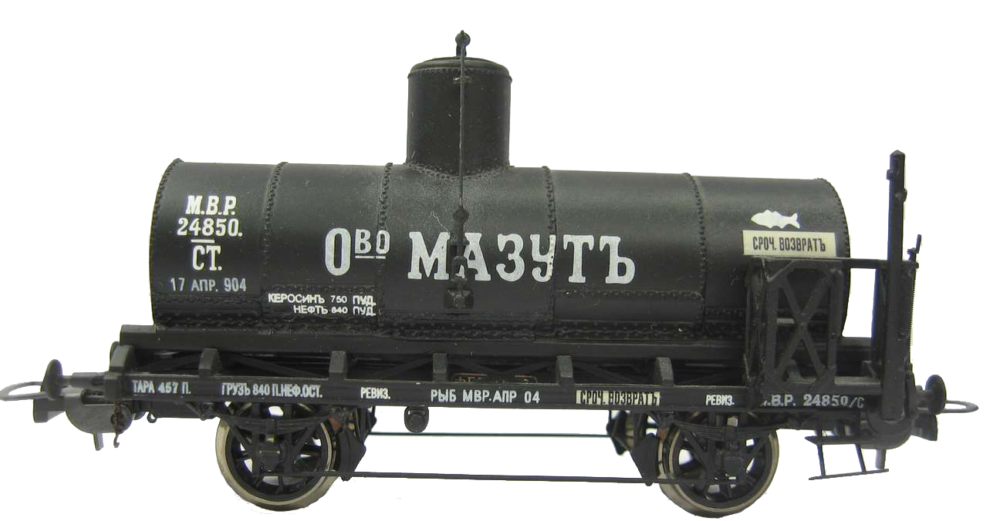 М.В.Р.
24850.
СТ.
17 АПР. 904
Ово МАЗУТЪ
КЕРОСИНЪ 750 ПУД.
НЕФТЬ 840 ПУД.
СРОЧ. ВОЗВРАТЪ
ТАРА 457 П.
ГРУЗЪ 840 П.НЕФ.ОСТ.
РЕВИЗ.
РЫБ МВР.АПР 04
СРОЧ. ВОЗВРАТЪ
РЕВИЗ.
.В.Р. 24850/С